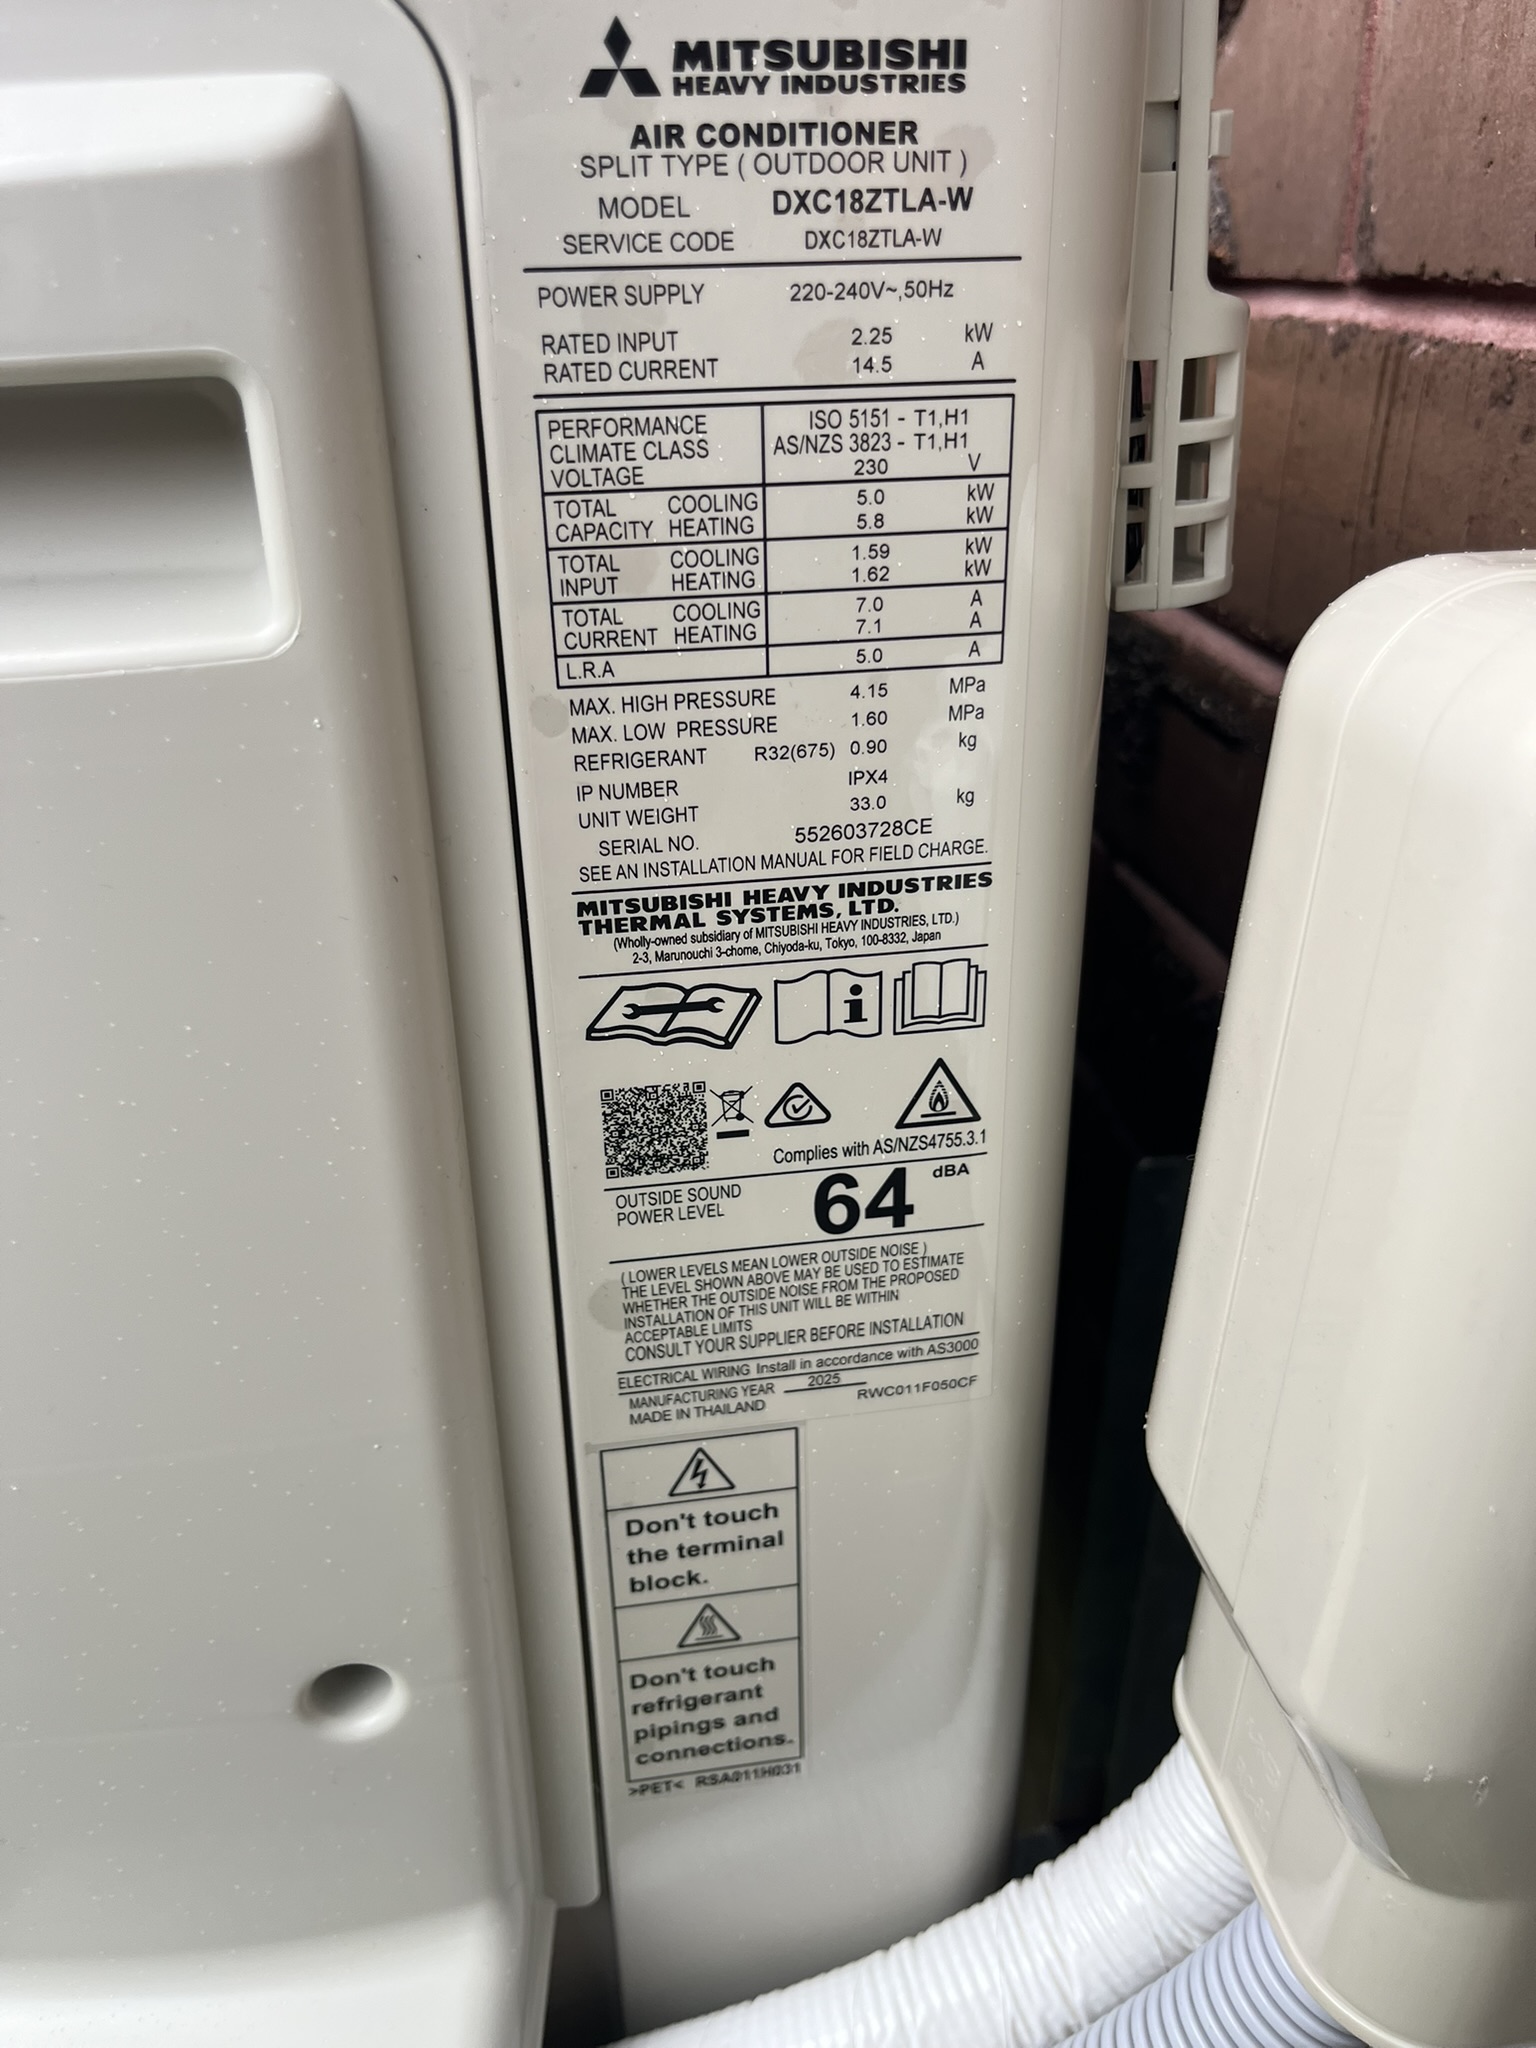 MITSUBISHI
HEAVY INDUSTRIES
AIR CONDITIONER
SPLIT TYPE ( OUTDOOR UNIT )
MODEL DXC18ZTLA-W
SERVICE CODE DXC18ZTLA-W
POWER SUPPLY 220-240V~,50Hz
RATED INPUT 2.25 kW
RATED CURRENT 14.5 A
PERFORMANCE ISO 5151 - T1,H1
CLIMATE CLASS AS/NZS 3823 - T1,H1
VOLTAGE 230 V
TOTAL COOLING 5.0 kW
CAPACITY HEATING 5.8 kW
TOTAL COOLING 1.59 kW
INPUT HEATING 1.62 kW
TOTAL COOLING 7.0 A
CURRENT HEATING 7.1 A
L.R.A 5.0 A
MAX. HIGH PRESSURE 4.15 MPa
MAX. LOW PRESSURE 1.60 MPa
REFRIGERANT R32(675) 0.90 kg
IP NUMBER IPX4
UNIT WEIGHT 33.0 kg
SERIAL NO. 552603728CE
SEE AN INSTALLATION MANUAL FOR FIELD CHARGE.
MITSUBISHI HEAVY INDUSTRIES
THERMAL SYSTEMS, LTD.
(Wholly-owned subsidiary of MITSUBISHI HEAVY INDUSTRIES, LTD.)
2-3, Marunouchi 3-chome, Chiyoda-ku, Tokyo, 100-8332, Japan
i
Complies with AS/NZS4755.3.1
OUTSIDE SOUND
POWER LEVEL 64 dBA
( LOWER LEVELS MEAN LOWER OUTSIDE NOISE )
THE LEVEL SHOWN ABOVE MAY BE USED TO ESTIMATE
WHETHER THE OUTSIDE NOISE FROM THE PROPOSED
INSTALLATION OF THIS UNIT WILL BE WITHIN
ACCEPTABLE LIMITS
CONSULT YOUR SUPPLIER BEFORE INSTALLATION
ELECTRICAL WIRING Install in accordance with AS3000
MANUFACTURING YEAR 2025
MADE IN THAILAND RWC011F050CF
Don't touch
the terminal
block.
Don't touch
refrigerant
pipings and
connections.
>PET< RSA011H031